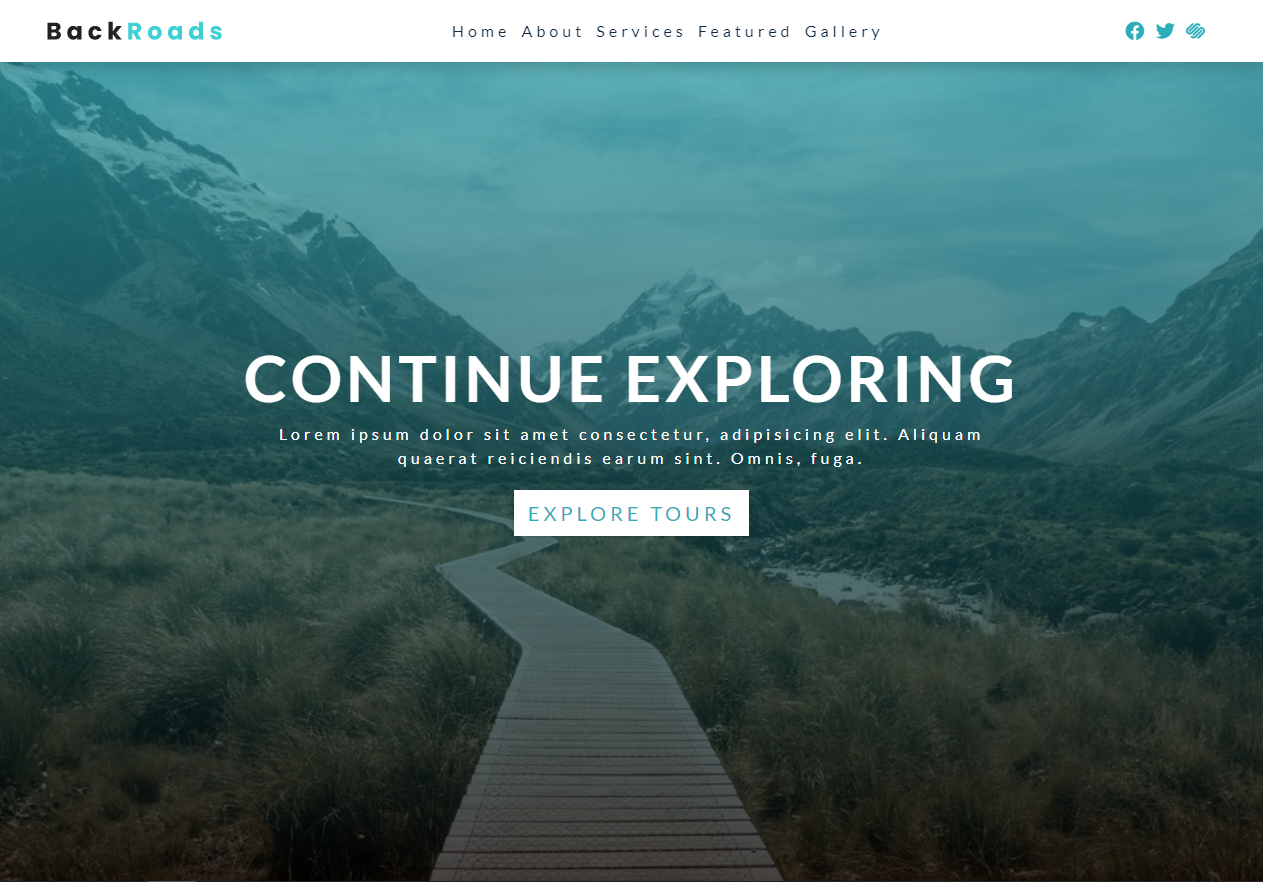 BackRoads
Home About Services Featured Gallery
CONTINUE EXPLORING
Lorem ipsum dolor sit amet consectetur, adipisicing elit. Aliquam
quaerat reiciendis earum sint. Omnis, fuga.
EXPLORE TOURS